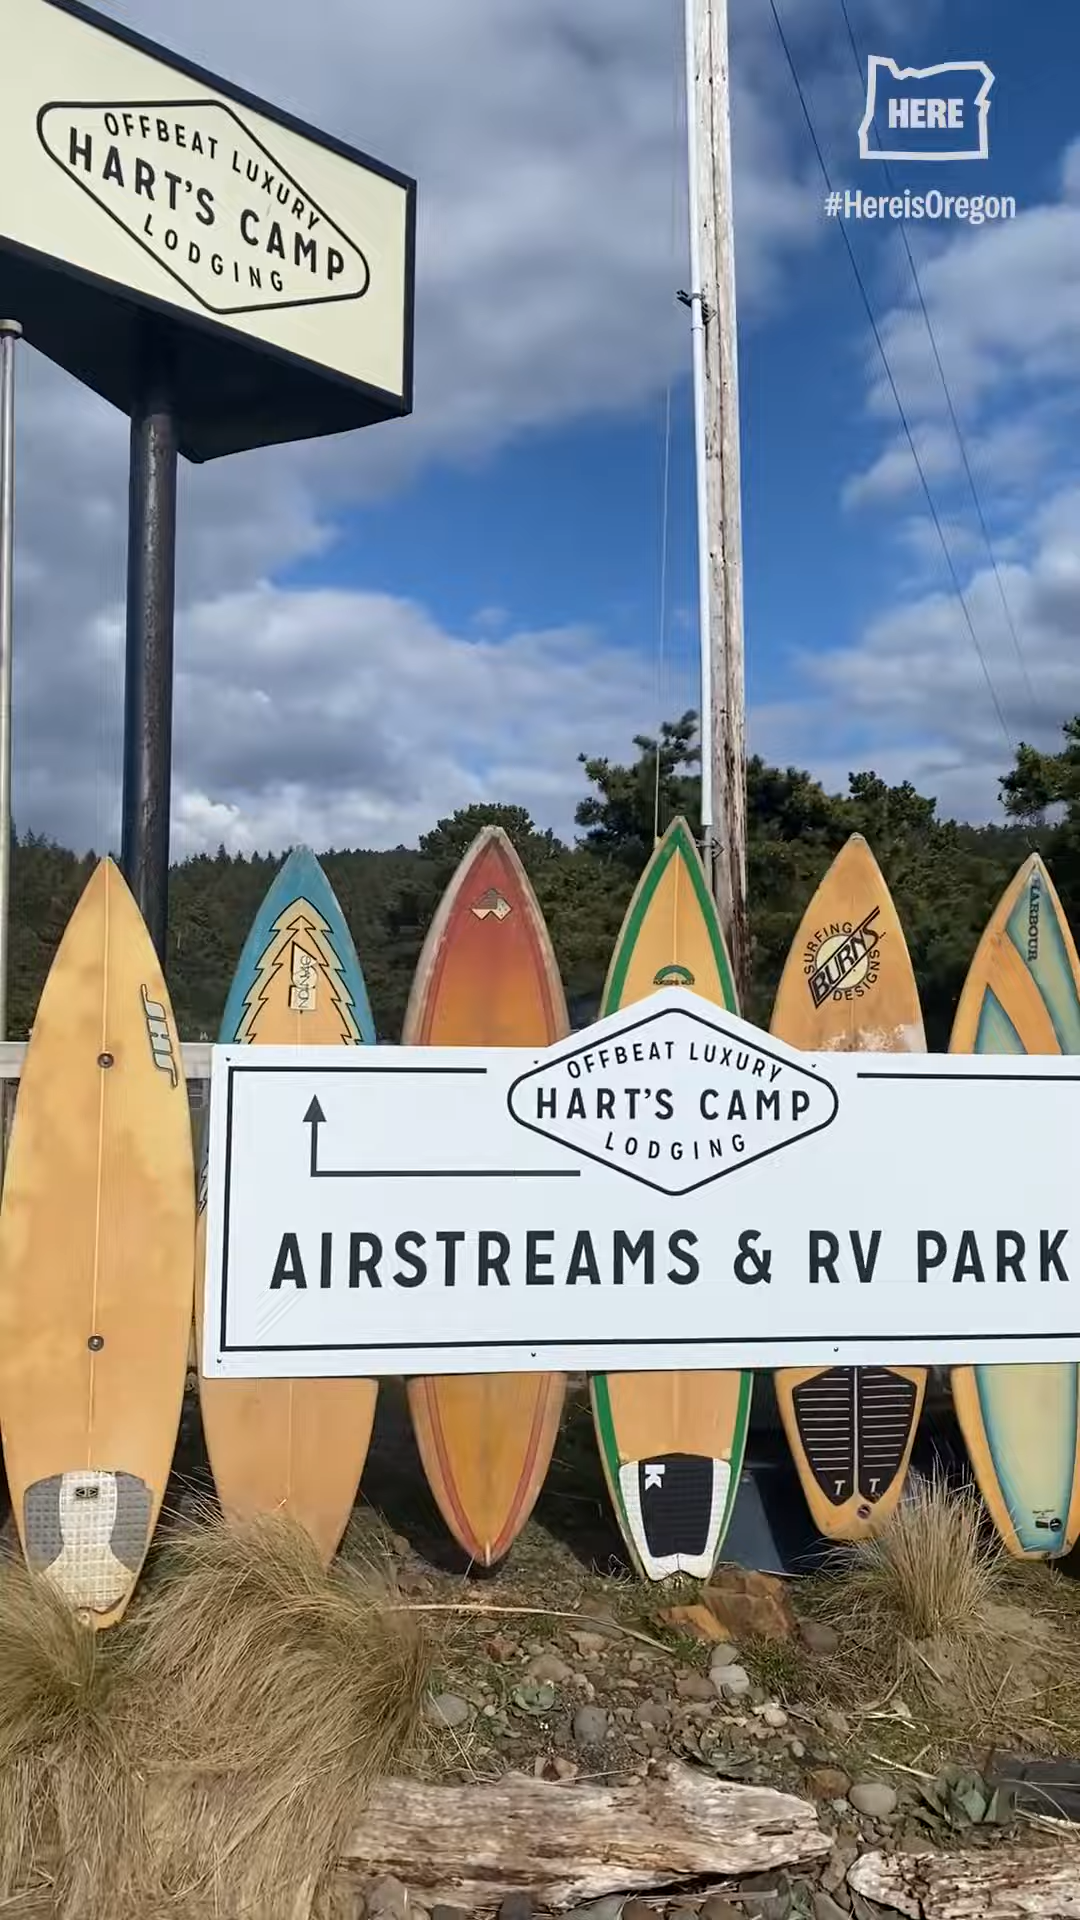 OFFBEAT LUXURY
HART'S CAMP
LODGING
HERE
#HereisOregon
JHS
HARBOUR
SURFING
BURNS
DESIGNS
OFFBEAT LUXURY
HART'S CAMP
LODGING
AIRSTREAMS & RV PARK
K
T T